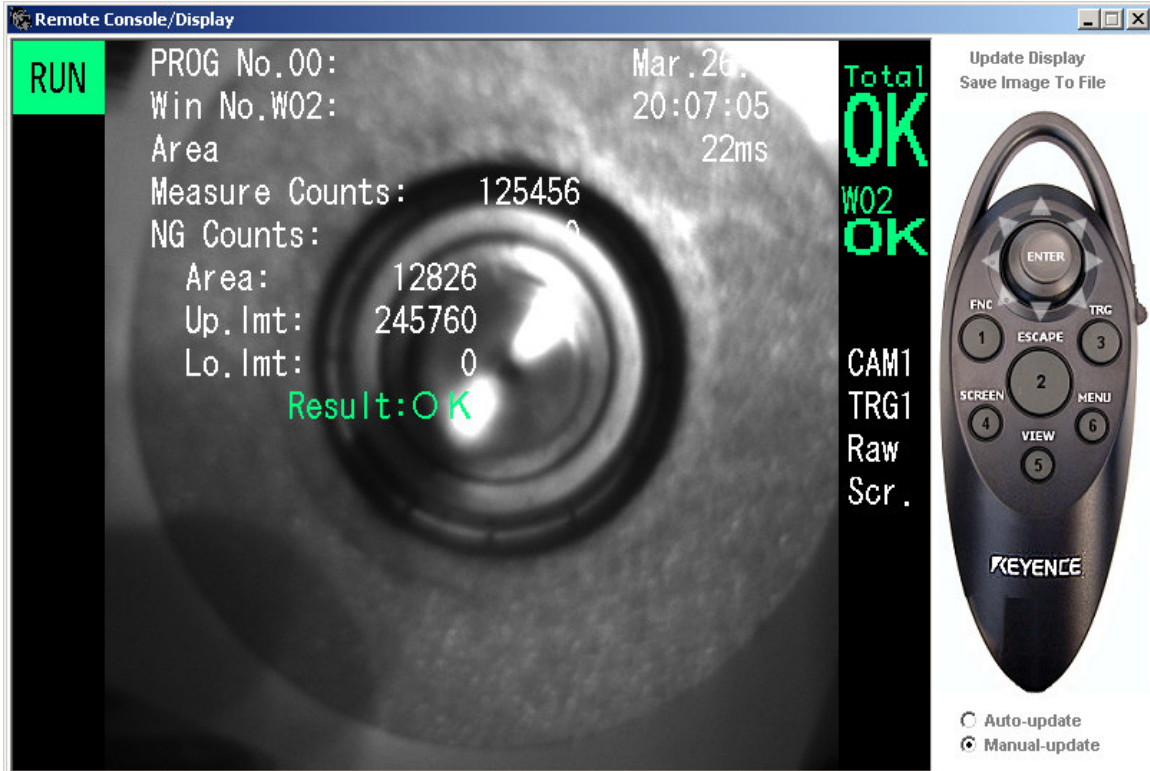 Remote Console/Display
RUN
PROG No.00: Mar.26.
Win No.W02: 20:07:05
Area 22ms
Measure Counts: 125456
NG Counts: 0
Area: 12826
Up.lmt: 245760
Lo.lmt: 0
Result:OK
Total
OK
W02
OK
CAM1
TRG1
Raw
Scr.
Update Display
Save Image To File
ENTER
FNC
TRG
1
ESCAPE
3
2
SCREEN
MENU
4
VIEW
6
5
KEYENCE
Auto-update
Manual-update